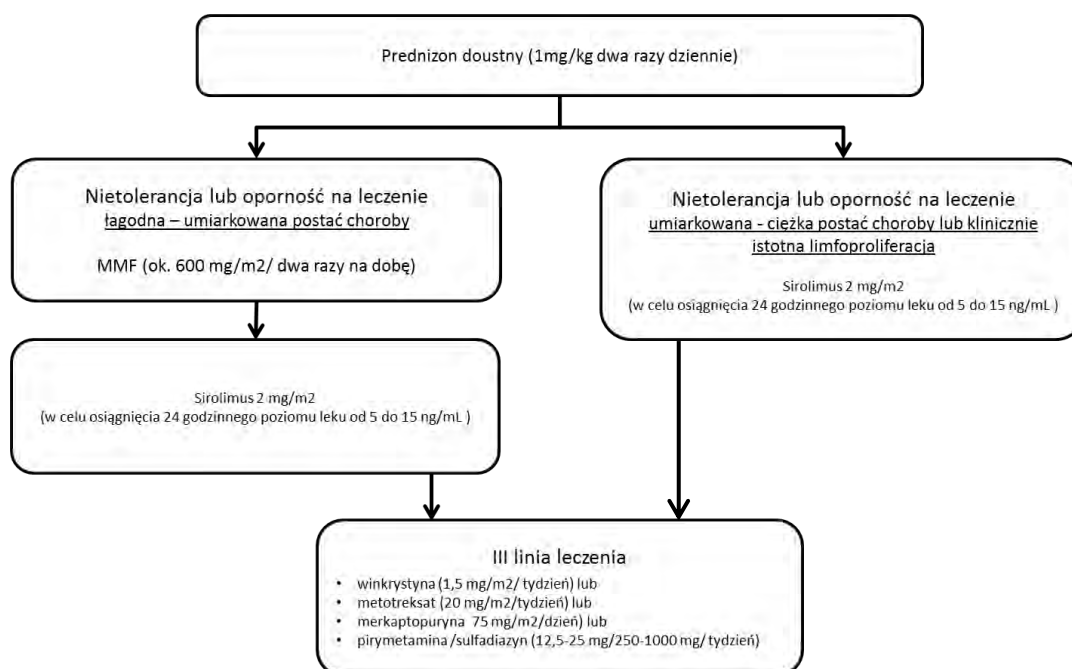 Prednizon doustny (1mg/kg dwa razy dziennie)
Nietolerancja lub oporność na leczenie
łagodna – umiarkowana postać choroby
MMF (ok. 600 mg/m2/ dwa razy na dobę)
Nietolerancja lub oporność na leczenie
umiarkowana - ciężka postać choroby lub klinicznie
istotna limfoproliferacja
Sirolimus 2 mg/m2
(w celu osiągnięcia 24 godzinnego poziomu leku od 5 do 15 ng/mL )
Sirolimus 2 mg/m2
(w celu osiągnięcia 24 godzinnego poziomu leku od 5 do 15 ng/mL )
III linia leczenia
• winkrystyna (1,5 mg/m2/ tydzień) lub
• metotreksat (20 mg/m2/tydzień) lub
• merkaptopuryna 75 mg/m2/dzień) lub
• pirymetamina /sulfadiazyn (12,5-25 mg/250-1000 mg/ tydzień)